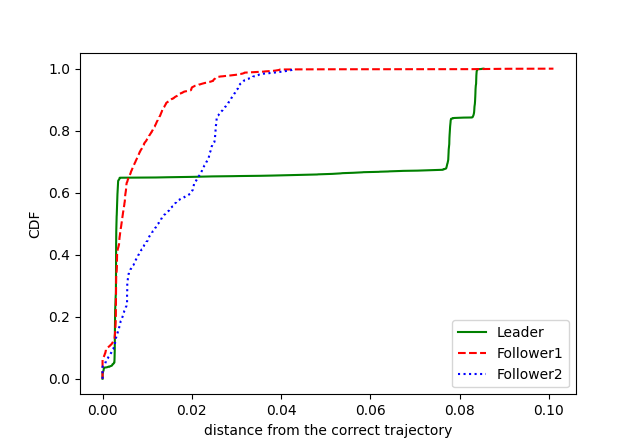 1.0
0.8
0.6
0.4
0.2
0.0
CDF
0.00 0.02 0.04 0.06 0.08 0.10
distance from the correct trajectory
Leader
Follower1
Follower2